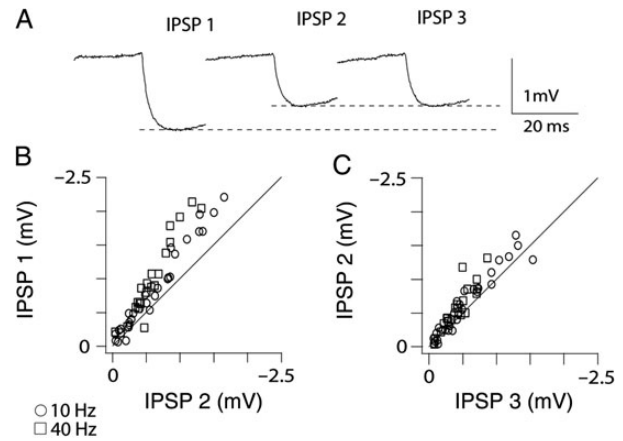 A
IPSP 1
IPSP 2
IPSP 3
1mV
20 ms
B
−2.5
IPSP 1 (mV)
0
0
−2.5
IPSP 2 (mV)
C
−2.5
IPSP 2 (mV)
0
0
−2.5
IPSP 3 (mV)
10 Hz
40 Hz